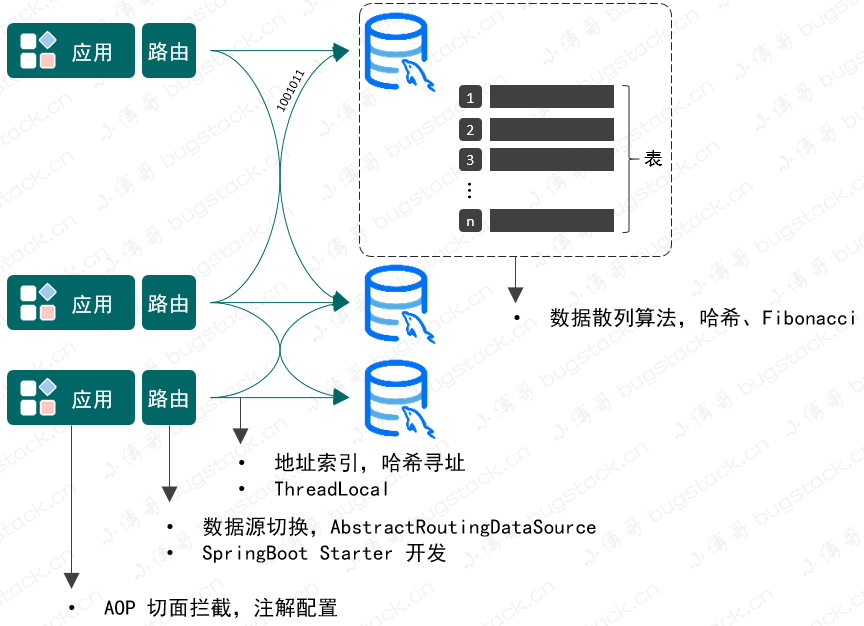 应用 路由
1001011
1
2
3
⋮
n
表
应用 路由
• 数据散列算法，哈希、Fibonacci
应用 路由
• 地址索引，哈希寻址
• ThreadLocal
• 数据源切换，AbstractRoutingDataSource
• SpringBoot Starter 开发
• AOP 切面拦截，注解配置
小傅哥 bugstack.cn